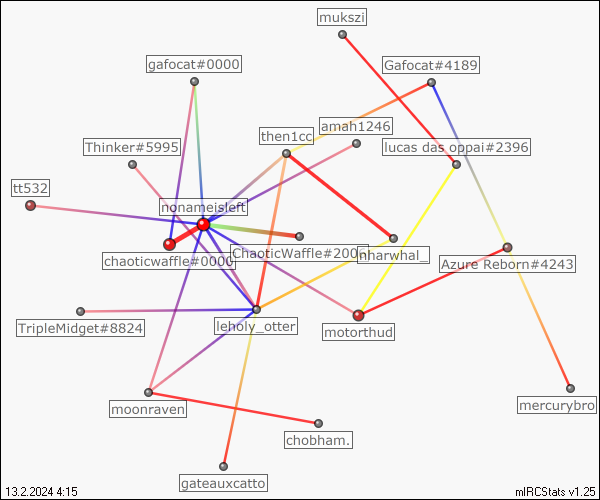 mukszi
gafocat#0000
Gafocat#4189
amah1246
then1cc
Thinker#5995
lucas das oppai#2396
tt532
nonameisleft
ChaoticWaffle#200
nharwhal_
chaoticwaffle#0000
Azure Reborn#4243
TripleMidget#8824
leholy_otter
motorthud
moonraven
mercurybro
chobham.
gateauxcatto
13.2.2024 4:15
mIRCStats v1.25